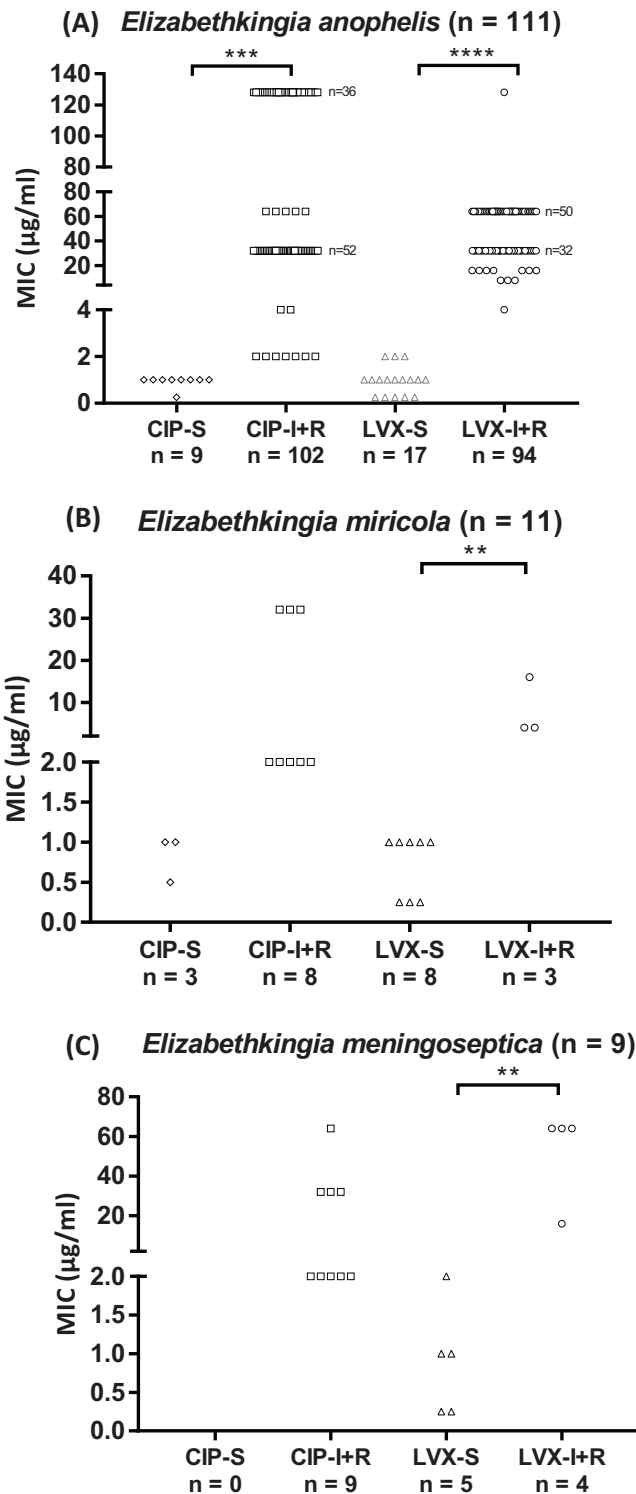 (A) Elizabethkingia anophelis (n = 111)
*** ****
MIC (µg/ml)
140
120
100
80
60
40
20
4
2
0
n=36
n=52
n=50
n=32
CIP-S CIP-I+R LVX-S LVX-I+R
n = 9 n = 102 n = 17 n = 94
(B) Elizabethkingia miricola (n = 11)
**
MIC (µg/ml)
40
30
20
10
2.0
1.5
1.0
0.5
0.0
CIP-S CIP-I+R LVX-S LVX-I+R
n = 3 n = 8 n = 8 n = 3
(C) Elizabethkingia meningoseptica (n = 9)
**
MIC (µg/ml)
80
60
40
20
2.0
1.5
1.0
0.5
0.0
CIP-S CIP-I+R LVX-S LVX-I+R
n = 0 n = 9 n = 5 n = 4